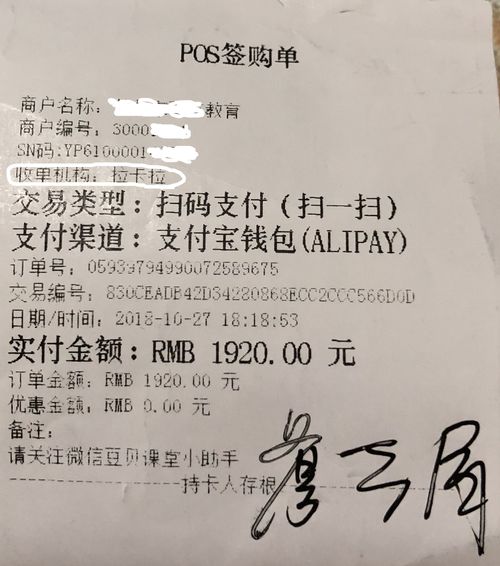 POS签购单
商户名称： 教育
商户编号：3000
SN码:YP6100001
收单机构：拉卡拉
交易类型：扫码支付(扫一扫)
支付渠道：支付宝钱包(ALIPAY)
订单号：05939794990072589675
交易编号：830CEADB42D34280868ECC2CCC566D0D
日期/时间：2018-10-27 18:18:53
实付金额：RMB 1920.00 元
订单金额：RMB 1920.00 元
优惠金额：RMB 0.00 元
备注：
请关注微信豆贝课堂小助手
持卡人存根